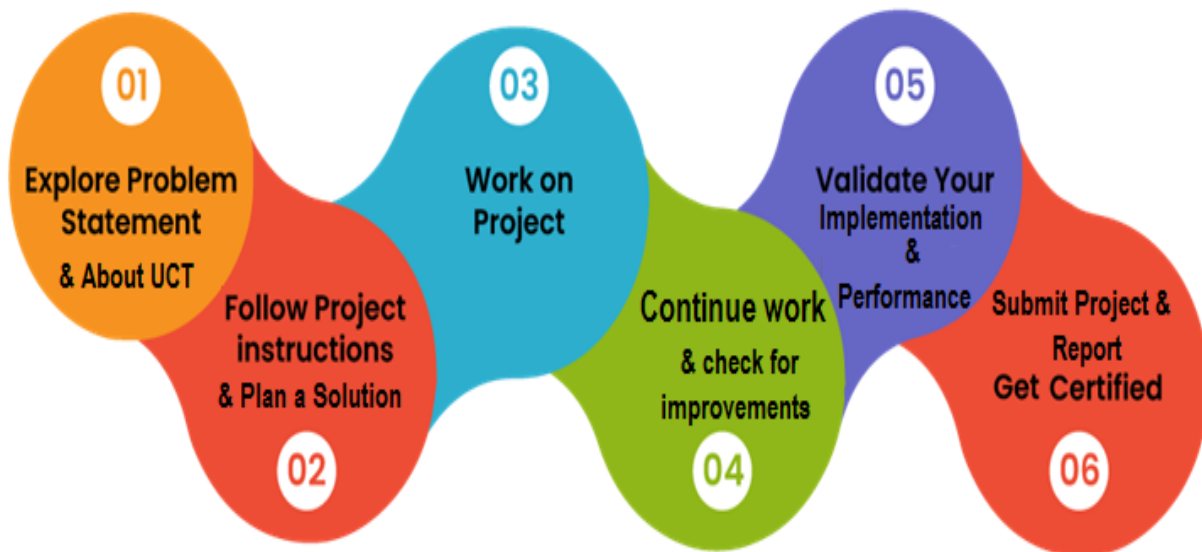 01
Explore Problem
Statement
& About UCT
02
Follow Project
instructions
& Plan a Solution
03
Work on
Project
04
Continue work
& check for
improvements
05
Validate Your
Implementation
&
Performance
06
Submit Project &
Report
Get Certified